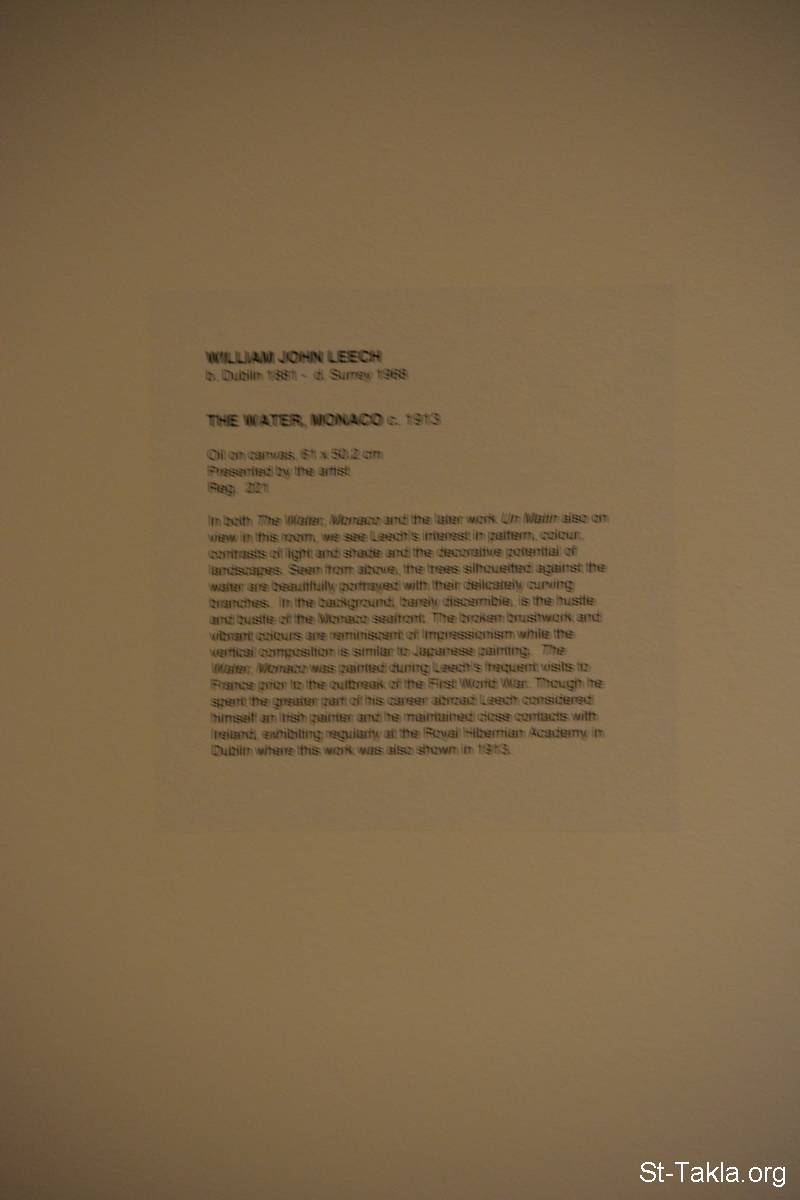 WILLIAM JOHN LEECH
b. Dublin 1881 - d. Surrey 1968
THE WATER, MONACO c. 1913
Oil on canvas, 61 x 50.2 cm
Presented by the artist
Reg. 221
In both The Water, Monaco and the later work Un Matin also on
view in this room, we see Leech's interest in pattern, colour,
contrasts of light and shade and the decorative potential of
landscapes. Seen from above, the trees silhouetted against the
water are beautifully portrayed with their delicately curving
branches. In the background, barely discernible, is the hustle
and bustle of the Monaco seafront. The broken brushwork and
vibrant colours are reminiscent of Impressionism while the
vertical composition is similar to Japanese painting. The
Water, Monaco was painted during Leech's frequent visits to
France prior to the outbreak of the First World War. Though he
spent the greater part of his career abroad Leech considered
himself an Irish painter and he maintained close contacts with
Ireland, exhibiting regularly at the Royal Hibernian Academy in
Dublin where this work was also shown in 1913.
St-Takla.org